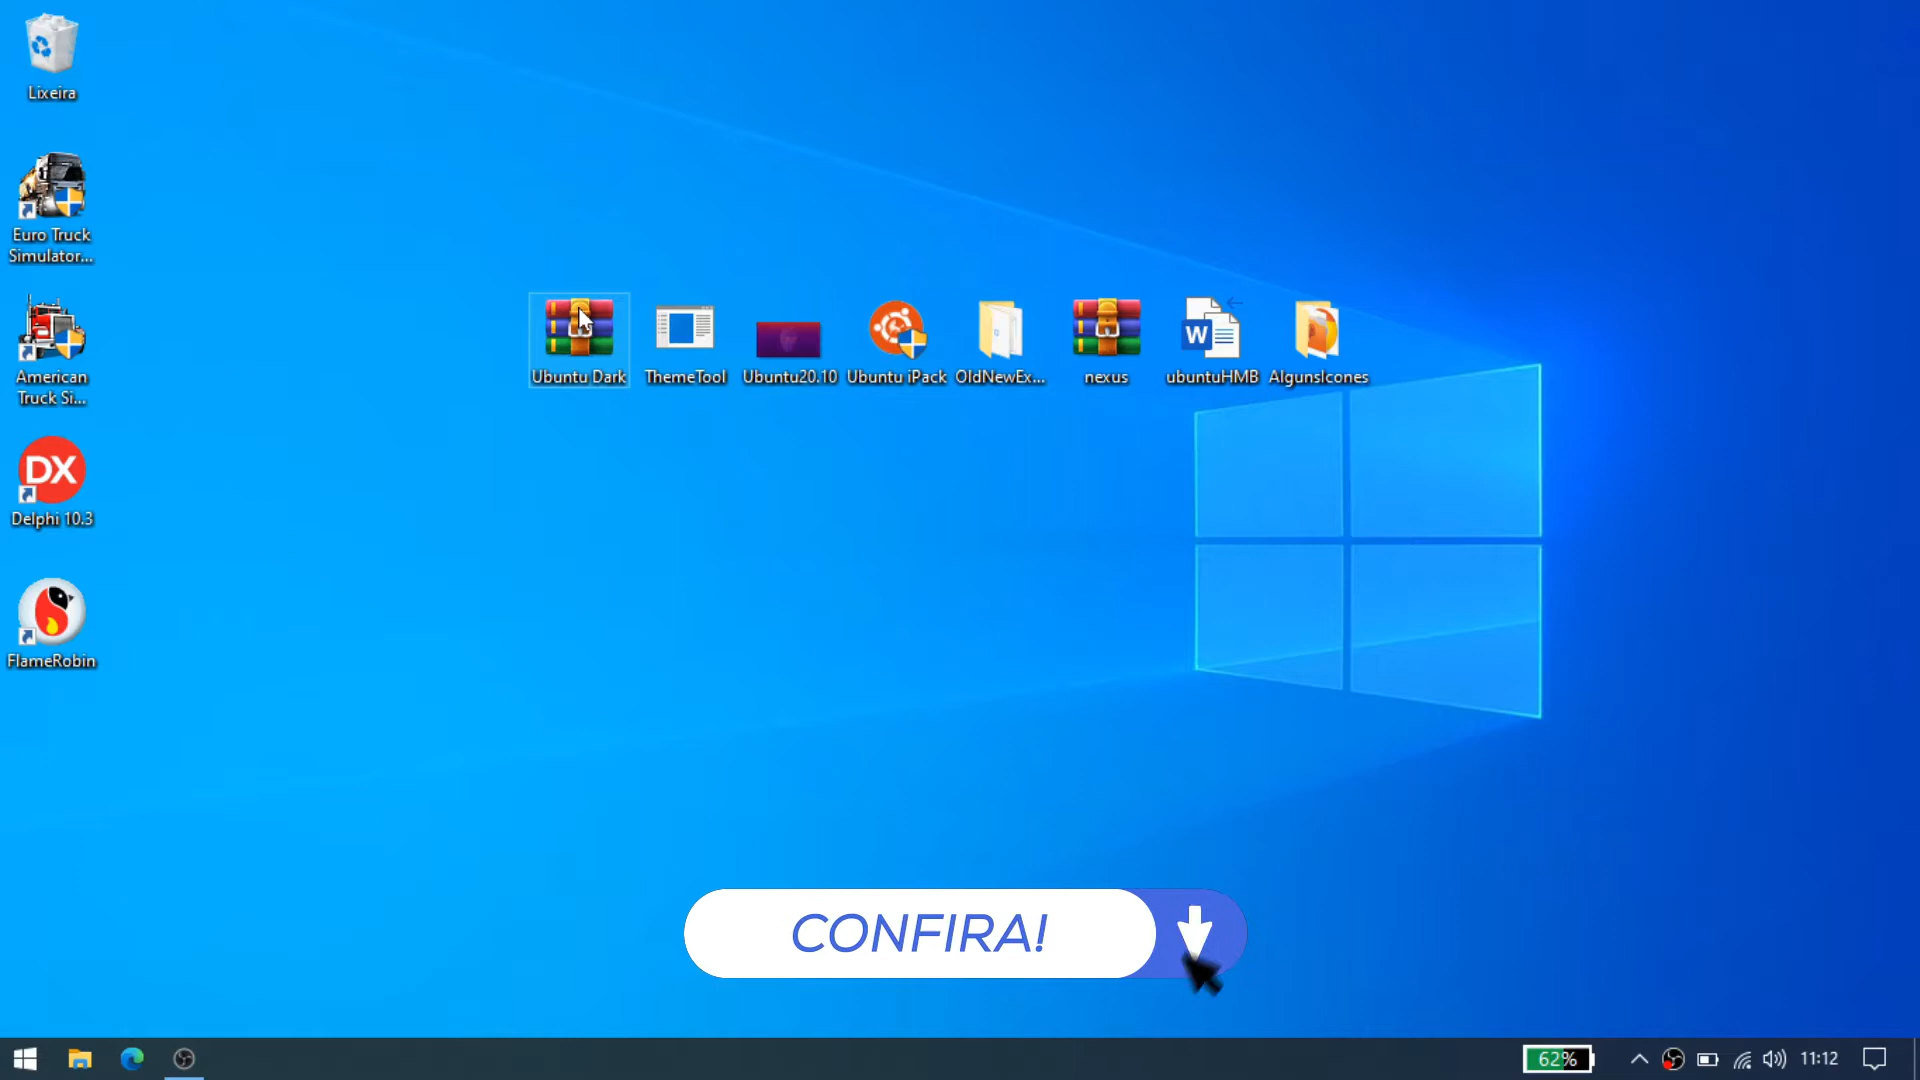 Lixeira
Euro Truck
Simulator...
American
Truck Si...
DX
Delphi 10.3
FlameRobin
Ubuntu Dark
ThemeTool
Ubuntu20.10
Ubuntu iPack
OldNewEx...
nexus
W
ubuntuHMB
AlgunsIcones
CONFIRA!
62%
11:12